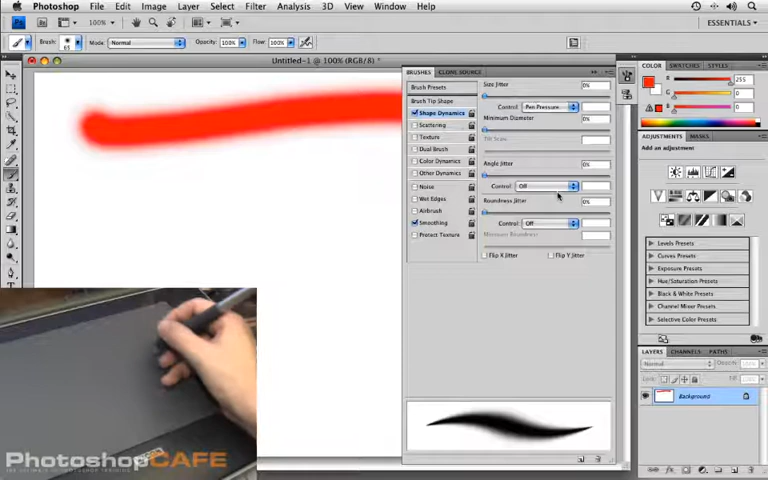 Photoshop File Edit Image Layer Select Filter Analysis 3D View Window Help
100%
Brush: 65 Mode: Normal Opacity: 100% Flow: 100% ESSENTIALS
Untitled-1 @ 100% (RGB/8) *
BRUSHES CLONE SOURCE
Brush Presets
Brush Tip Shape
Shape Dynamics
Scattering
Texture
Dual Brush
Color Dynamics
Other Dynamics
Noise
Wet Edges
Airbrush
Smoothing
Protect Texture
Size Jitter 0%
Control: Pen Pressure
Minimum Diameter 0%
Tilt Scale
Angle Jitter 0%
Control: Off
Roundness Jitter 0%
Control: Off
Minimum Roundness
Flip X Jitter Flip Y Jitter
COLOR SWATCHES STYLES
R 255
G 0
B 0
ADJUSTMENTS MASKS
Add an adjustment
Levels Presets
Curves Presets
Exposure Presets
Hue/Saturation Presets
Black & White Presets
Channel Mixer Presets
Selective Color Presets
LAYERS CHANNELS PATHS
Normal Opacity: 100%
Lock: Fill: 100%
Background
PhotoshopCAFE